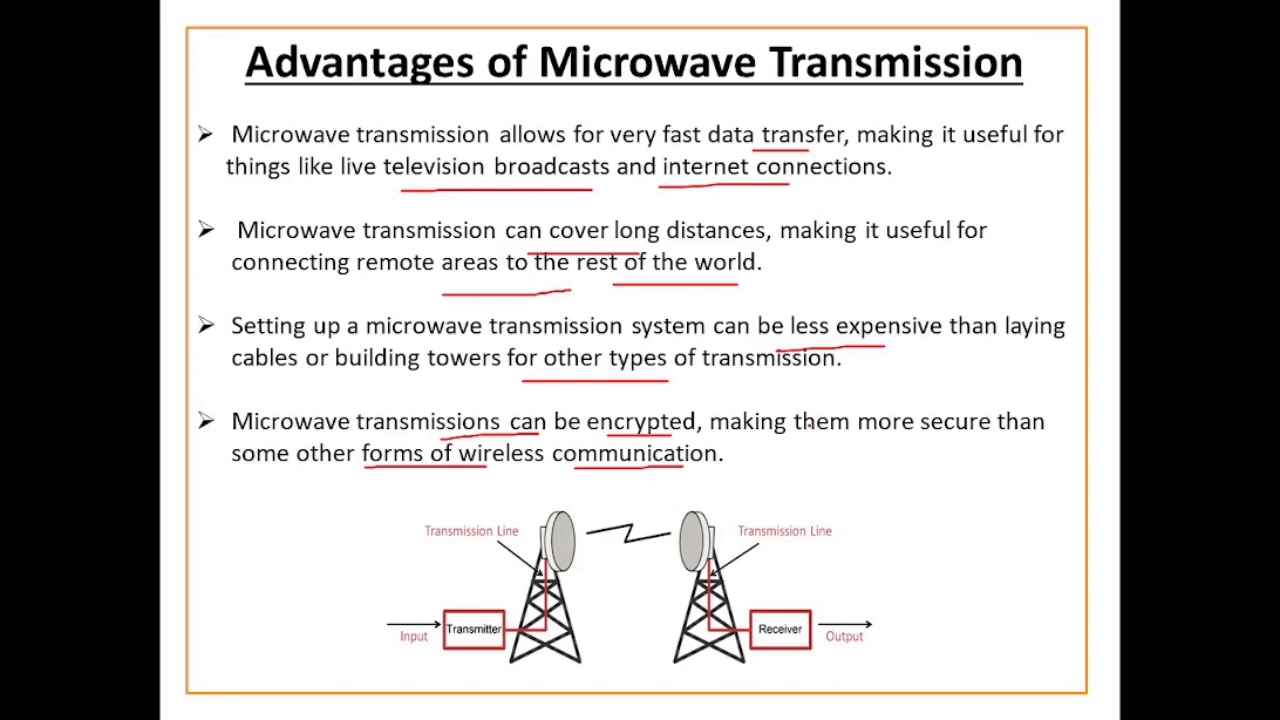 Advantages of Microwave Transmission
➢ Microwave transmission allows for very fast data transfer, making it useful for
things like live television broadcasts and internet connections.
➢ Microwave transmission can cover long distances, making it useful for
connecting remote areas to the rest of the world.
➢ Setting up a microwave transmission system can be less expensive than laying
cables or building towers for other types of transmission.
➢ Microwave transmissions can be encrypted, making them more secure than
some other forms of wireless communication.
Transmission Line
Transmission Line
Input
Transmitter
Receiver
Output